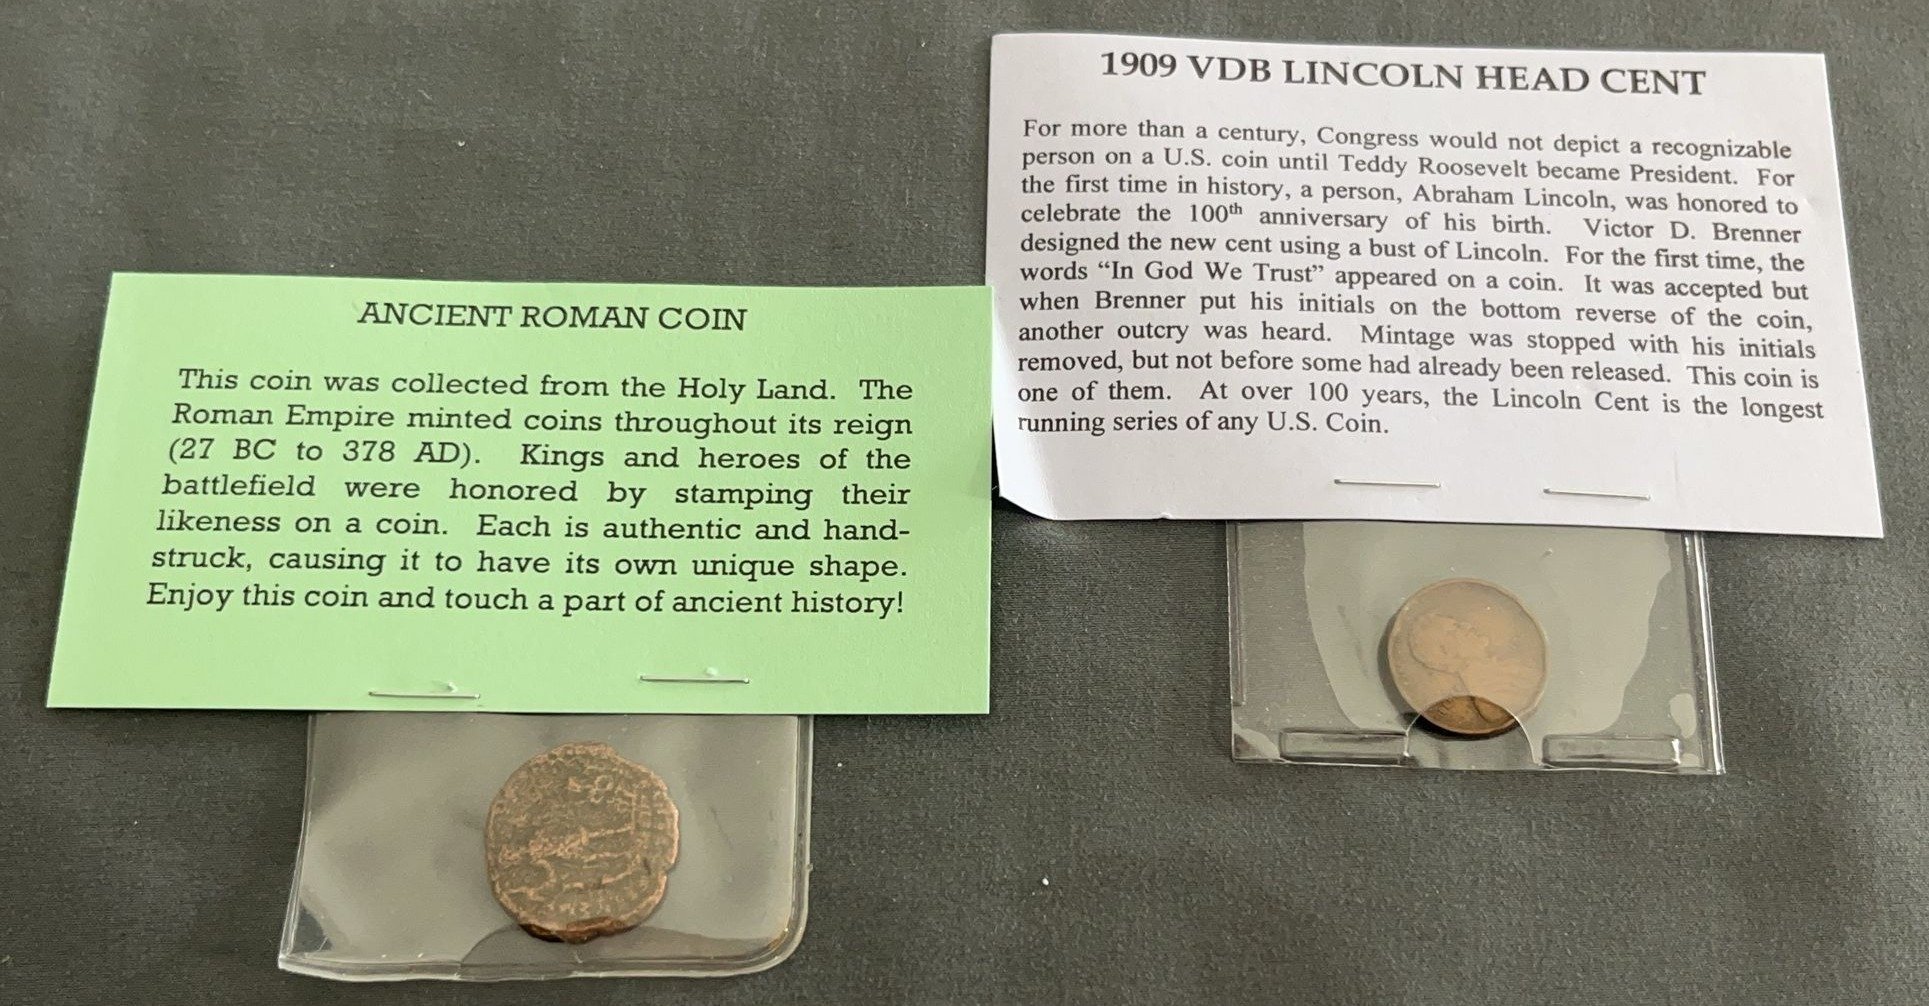 ANCIENT ROMAN COIN
This coin was collected from the Holy Land. The
Roman Empire minted coins throughout its reign
(27 BC to 378 AD). Kings and heroes of the
battlefield were honored by stamping their
likeness on a coin. Each is authentic and hand-
struck, causing it to have its own unique shape.
Enjoy this coin and touch a part of ancient history!
1909 VDB LINCOLN HEAD CENT
For more than a century, Congress would not depict a recognizable
person on a U.S. coin until Teddy Roosevelt became President. For
the first time in history, a person, Abraham Lincoln, was honored to
celebrate the 100th anniversary of his birth. Victor D. Brenner
designed the new cent using a bust of Lincoln. For the first time, the
words “In God We Trust” appeared on a coin. It was accepted but
when Brenner put his initials on the bottom reverse of the coin,
another outcry was heard. Mintage was stopped with his initials
removed, but not before some had already been released. This coin is
one of them. At over 100 years, the Lincoln Cent is the longest
running series of any U.S. Coin.